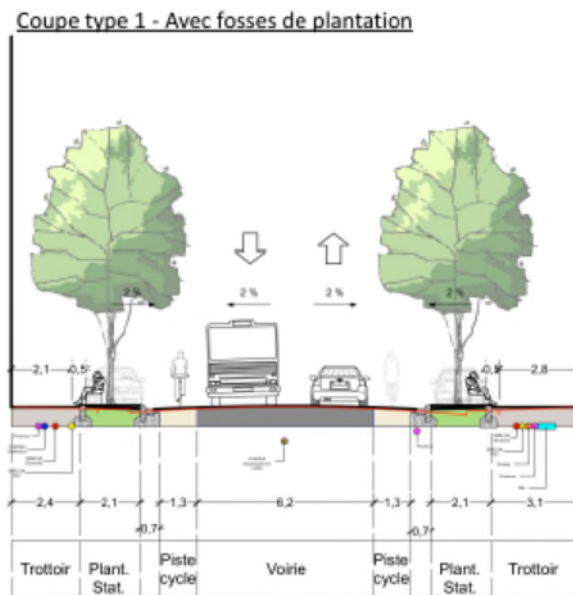 Coupe type 1 - Avec fosses de plantation
2 % 2 % 2 % 2 %
2,1 0,5 0,5 2,8
2,4 2,1 1,3 6,2 1,3 2,1 3,1
0,7 0,7
Trottoir Plant. Stat. Piste cycle Voirie Piste cycle Plant. Stat. Trottoir